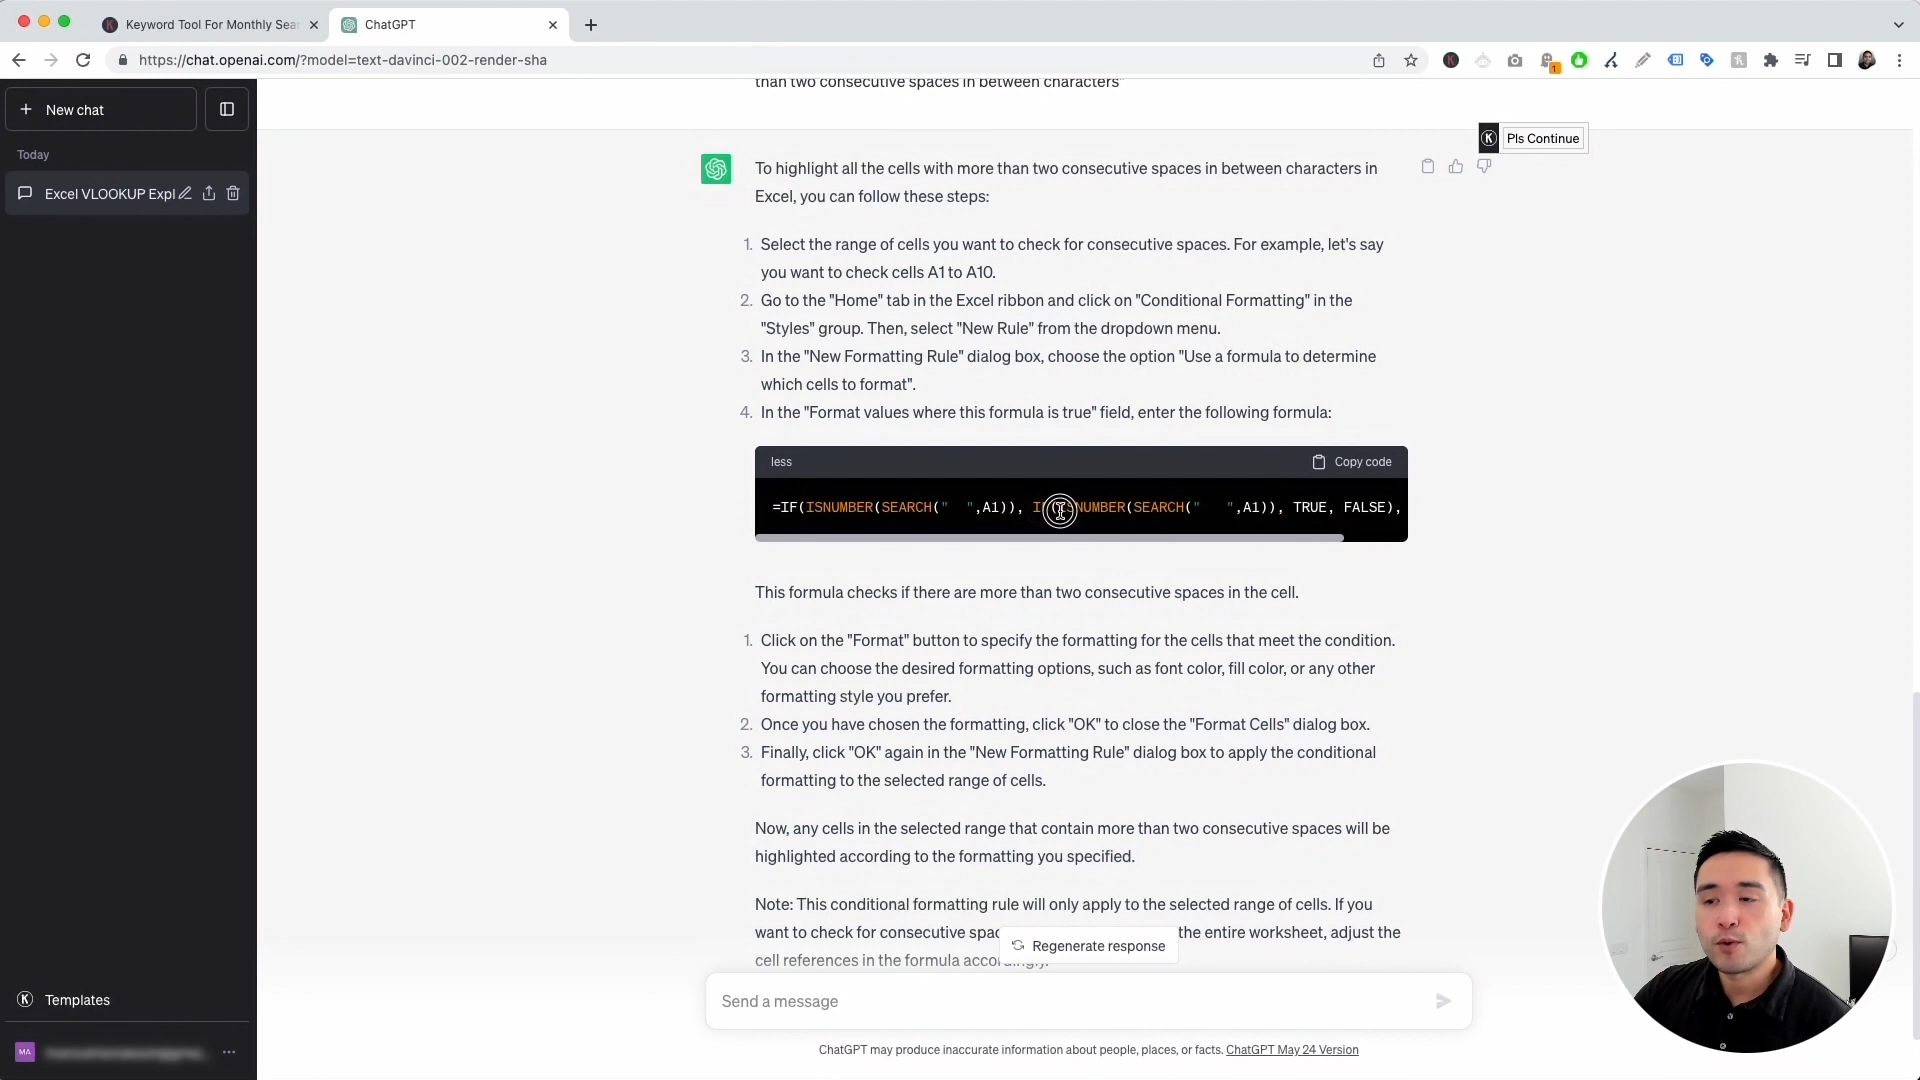 Keyword Tool For Monthly Sear
ChatGPT
https://chat.openai.com/?model=text-davinci-002-render-sha
1
than two consecutive spaces in between characters"
New chat
Pls Continue
Today
Excel VLOOKUP Expl
To highlight all the cells with more than two consecutive spaces in between characters in
Excel, you can follow these steps:
1. Select the range of cells you want to check for consecutive spaces. For example, let's say
you want to check cells A1 to A10.
2. Go to the "Home" tab in the Excel ribbon and click on "Conditional Formatting" in the
"Styles" group. Then, select "New Rule" from the dropdown menu.
3. In the "New Formatting Rule" dialog box, choose the option "Use a formula to determine
which cells to format".
4. In the "Format values where this formula is true" field, enter the following formula:
less Copy code
=IF(ISNUMBER(SEARCH("  ",A1)), IF(ISNUMBER(SEARCH("   ",A1)), TRUE, FALSE),
This formula checks if there are more than two consecutive spaces in the cell.
1. Click on the "Format" button to specify the formatting for the cells that meet the condition.
You can choose the desired formatting options, such as font color, fill color, or any other
formatting style you prefer.
2. Once you have chosen the formatting, click "OK" to close the "Format Cells" dialog box.
3. Finally, click "OK" again in the "New Formatting Rule" dialog box to apply the conditional
formatting to the selected range of cells.
Now, any cells in the selected range that contain more than two consecutive spaces will be
highlighted according to the formatting you specified.
Note: This conditional formatting rule will only apply to the selected range of cells. If you
want to check for consecutive spac the entire worksheet, adjust the
Regenerate response
cell references in the formula accordingly.
Templates
Send a message
MA
ChatGPT may produce inaccurate information about people, places, or facts. ChatGPT May 24 Version